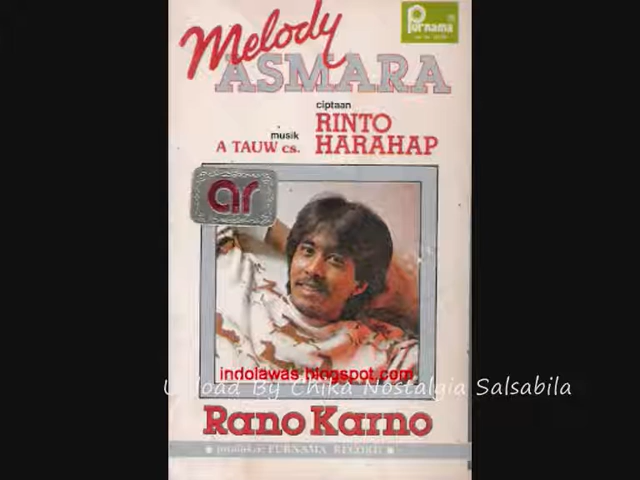 Melody
ASMARA
Purnama
ciptaan
RINTO
HARAHAP
musik
A TAUW cs.
ar
indolawas.blogspot.com
Upload By Chika Nostalgia Salsabila
Rano Karno
PURNAMA RECORD